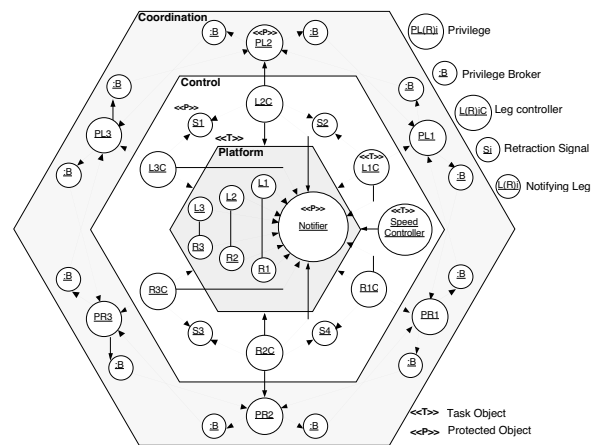 Coordination
:B
<<P>>
PL2
:B
PL(R)i
Privilege
Control
:B
:B
:B
Privilege Broker
<<P>>
S1
L2C
S2
L(R)iC
Leg controller
PL3
PL1
<<T>>
Platform
<<T>>
L1C
Si
Retraction Signal
:B
L3C
L1
:B
L(R)i
Notifying Leg
L2
L3
<<P>>
Notifier
<<T>>
Speed
Controller
R3
R2
R1
:B
R3C
R1C
:B
PR3
S3
S4
PR1
R2C
:B
:B
PR2
<<T>> Task Object
:B
:B
<<P>> Protected Object